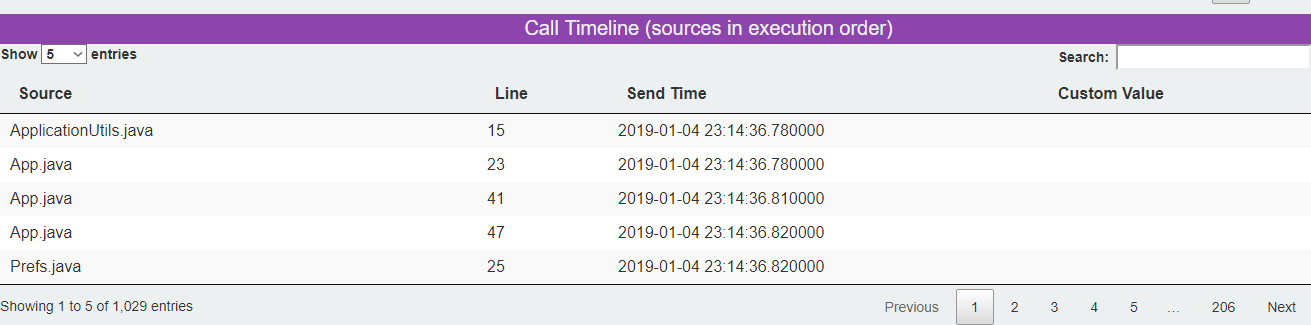 Call Timeline (sources in execution order)
Show 5 entries Search:
Source Line Send Time Custom Value
ApplicationUtils.java 15 2019-01-04 23:14:36.780000
App.java 23 2019-01-04 23:14:36.780000
App.java 41 2019-01-04 23:14:36.810000
App.java 47 2019-01-04 23:14:36.820000
Prefs.java 25 2019-01-04 23:14:36.820000
Showing 1 to 5 of 1,029 entries Previous 1 2 3 4 5 ... 206 Next